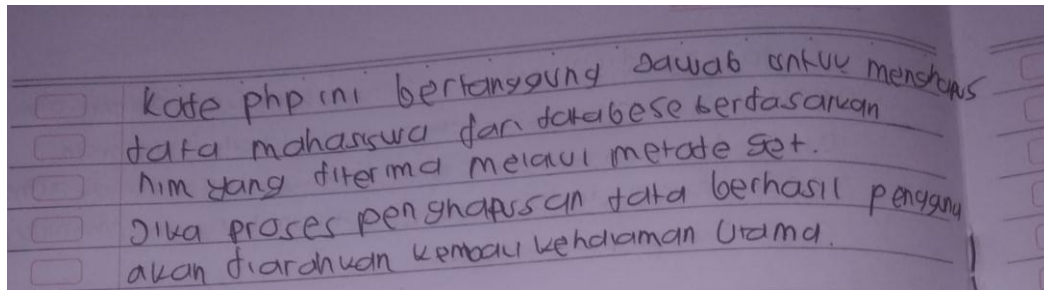 Kode php ini bertanggung Jawab untuk menghapus
data mahasiswa dari database berdasarkan
nim yang diterima melalui metode Get.
Jika proses penghapusan data berhasil pengguna
akan diarahkan kembali kehalaman Utama.